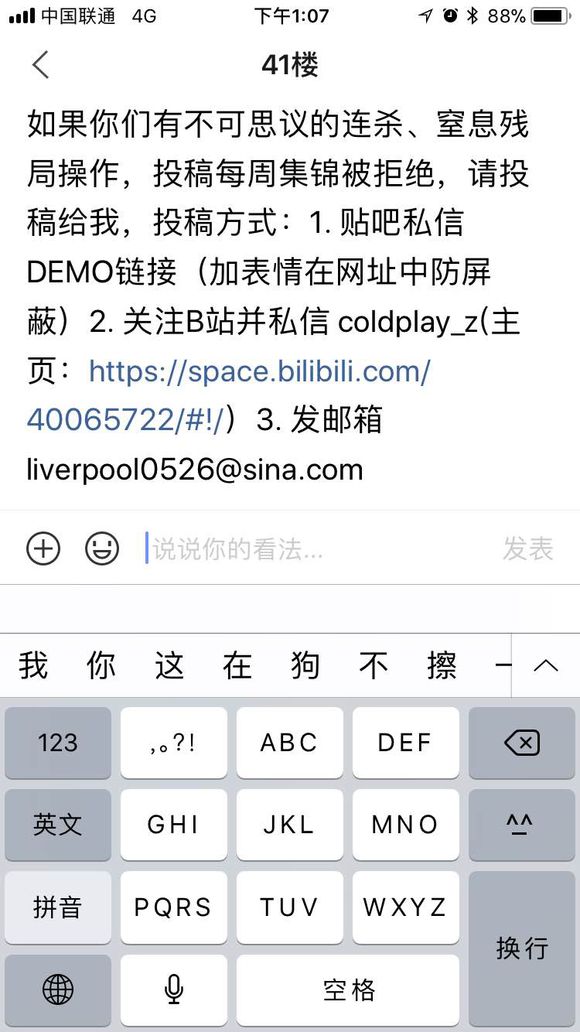 中国联通 4G 下午1:07 88%
41楼
如果你们有不可思议的连杀、窒息残
局操作，投稿每周集锦被拒绝，请投
稿给我，投稿方式：1. 贴吧私信
DEMO链接（加表情在网址中防屏
蔽）2. 关注B站并私信 coldplay_z(主
页：https://space.bilibili.com/
40065722/#!/）3. 发邮箱
liverpool0526@sina.com
说说你的看法... 发表
我 你 这 在 狗 不 擦 一
123 ,。?! ABC DEF
英文 GHI JKL MNO ^^
拼音 PQRS TUV WXYZ
换行
空格